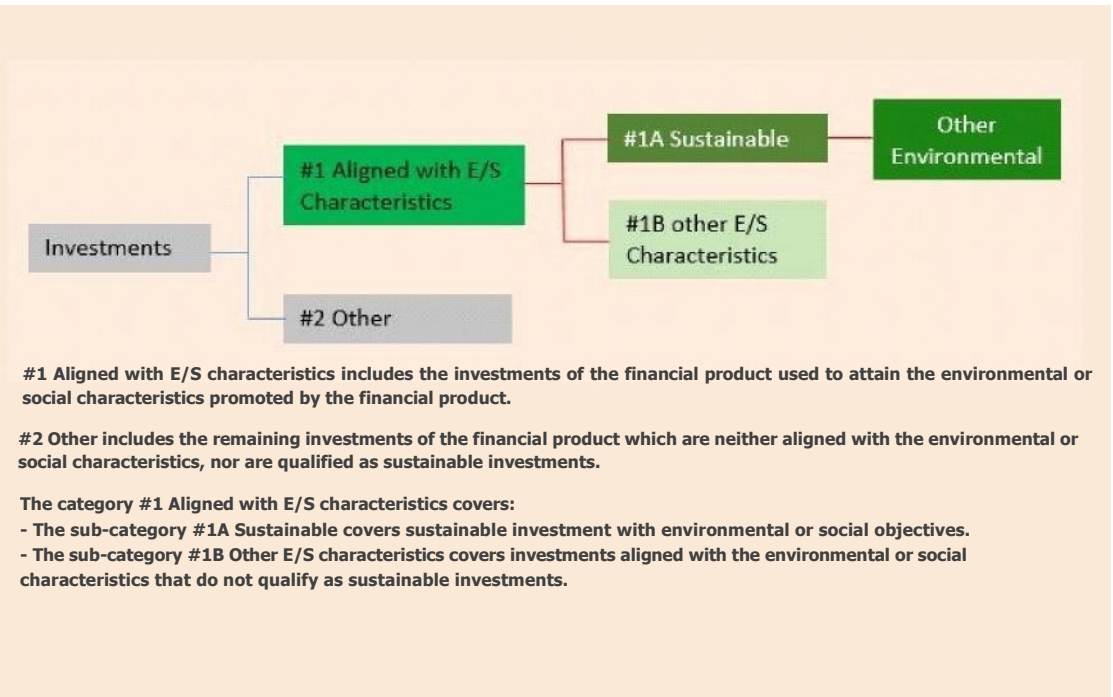 Other
Environmental
#1A Sustainable
#1 Aligned with E/S
Characteristics
#1B other E/S
Characteristics
Investments
#2 Other
#1 Aligned with E/S characteristics includes the investments of the financial product used to attain the environmental or
social characteristics promoted by the financial product.
#2 Other includes the remaining investments of the financial product which are neither aligned with the environmental or
social characteristics, nor are qualified as sustainable investments.
The category #1 Aligned with E/S characteristics covers:
- The sub-category #1A Sustainable covers sustainable investment with environmental or social objectives.
- The sub-category #1B Other E/S characteristics covers investments aligned with the environmental or social
characteristics that do not qualify as sustainable investments.